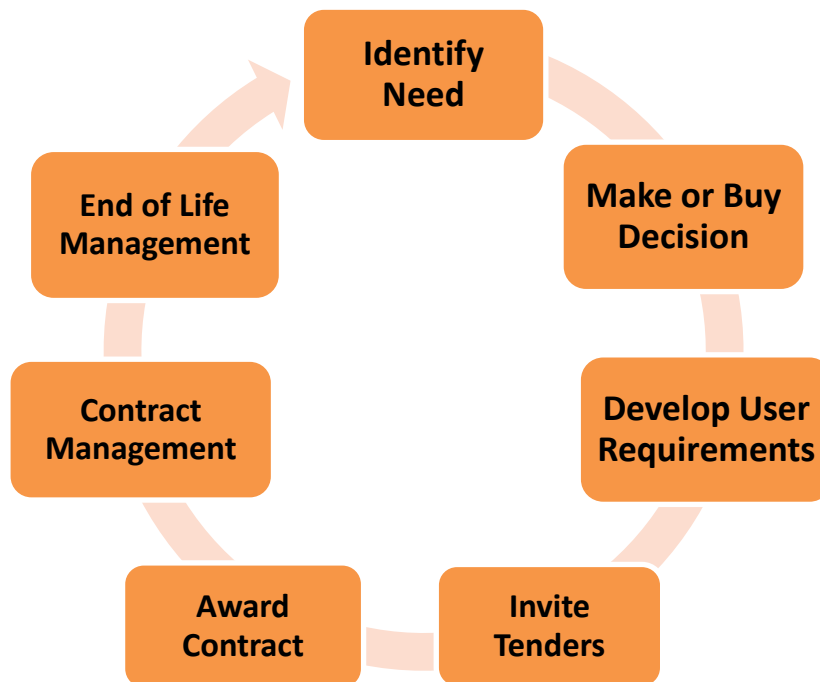 Identify
Need
Make or Buy
Decision
Develop User
Requirements
Invite
Tenders
Award
Contract
Contract
Management
End of Life
Management